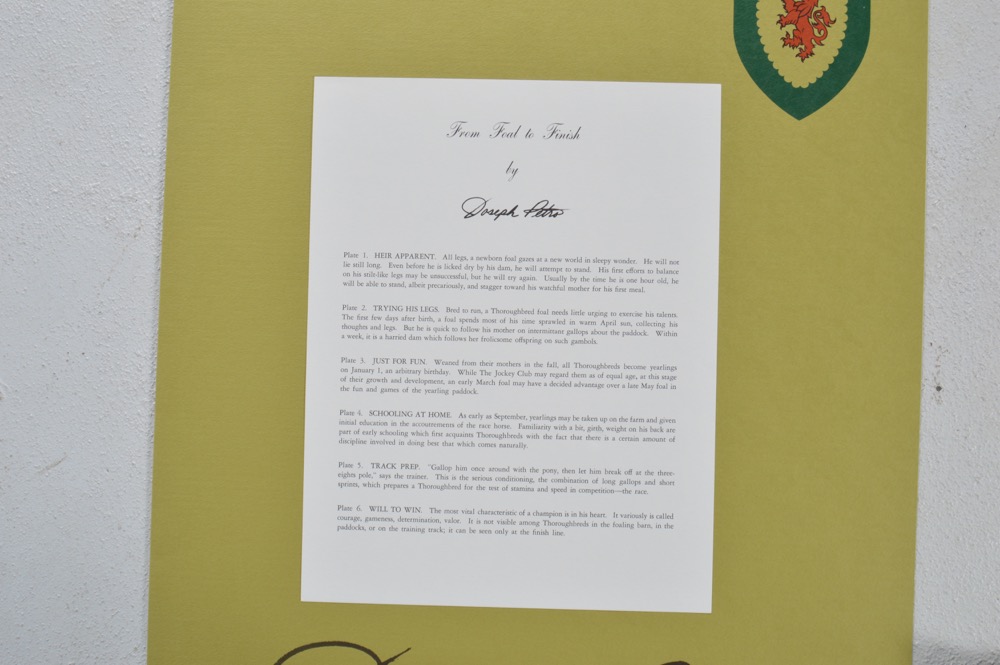 From Foal to Finish
by
Joseph Petro
Plate 1. HEIR APPARENT. All legs, a newborn foal gazes at a new world in sleepy wonder. He will not
lie still long. Even before he is licked dry by his dam, he will attempt to stand. His first efforts to balance
on his stilt-like legs may be unsuccessful, but he will try again. Usually by the time he is one hour old, he
will be able to stand, albeit precariously, and stagger toward his watchful mother for his first meal.
Plate 2. TRYING HIS LEGS. Bred to run, a Thoroughbred foal needs little urging to exercise his talents.
The first few days after birth, a foal spends most of his time sprawled in warm April sun, collecting his
thoughts and legs. But he is quick to follow his mother on intermittant gallops about the paddock. Within
a week, it is a harried dam which follows her frolicsome offspring on such gambols.
Plate 3. JUST FOR FUN. Weaned from their mothers in the fall, all Thoroughbreds become yearlings
on January 1, an arbitrary birthday. While The Jockey Club may regard them as of equal age, at this stage
of their growth and development, an early March foal may have a decided advantage over a late May foal in
the fun and games of the yearling paddock.
Plate 4. SCHOOLING AT HOME. As early as September, yearlings may be taken up on the farm and given
initial education in the accoutrements of the race horse. Familiarity with a bit, girth, weight on his back are
part of early schooling which first acquaints Thoroughbreds with the fact that there is a certain amount of
discipline involved in doing best that which comes naturally.
Plate 5. TRACK PREP. "Gallop him once around with the pony, then let him break off at the three-
eights pole," says the trainer. This is the serious conditioning, the combination of long gallops and short
sprints, which prepares a Thoroughbred for the test of stamina and speed in competition—the race.
Plate 6. WILL TO WIN. The most vital characteristic of a champion is in his heart. It variously is called
courage, gameness, determination, valor. It is not visible among Thoroughbreds in the foaling barn, in the
paddocks, or on the training track; it can be seen only at the finish line.